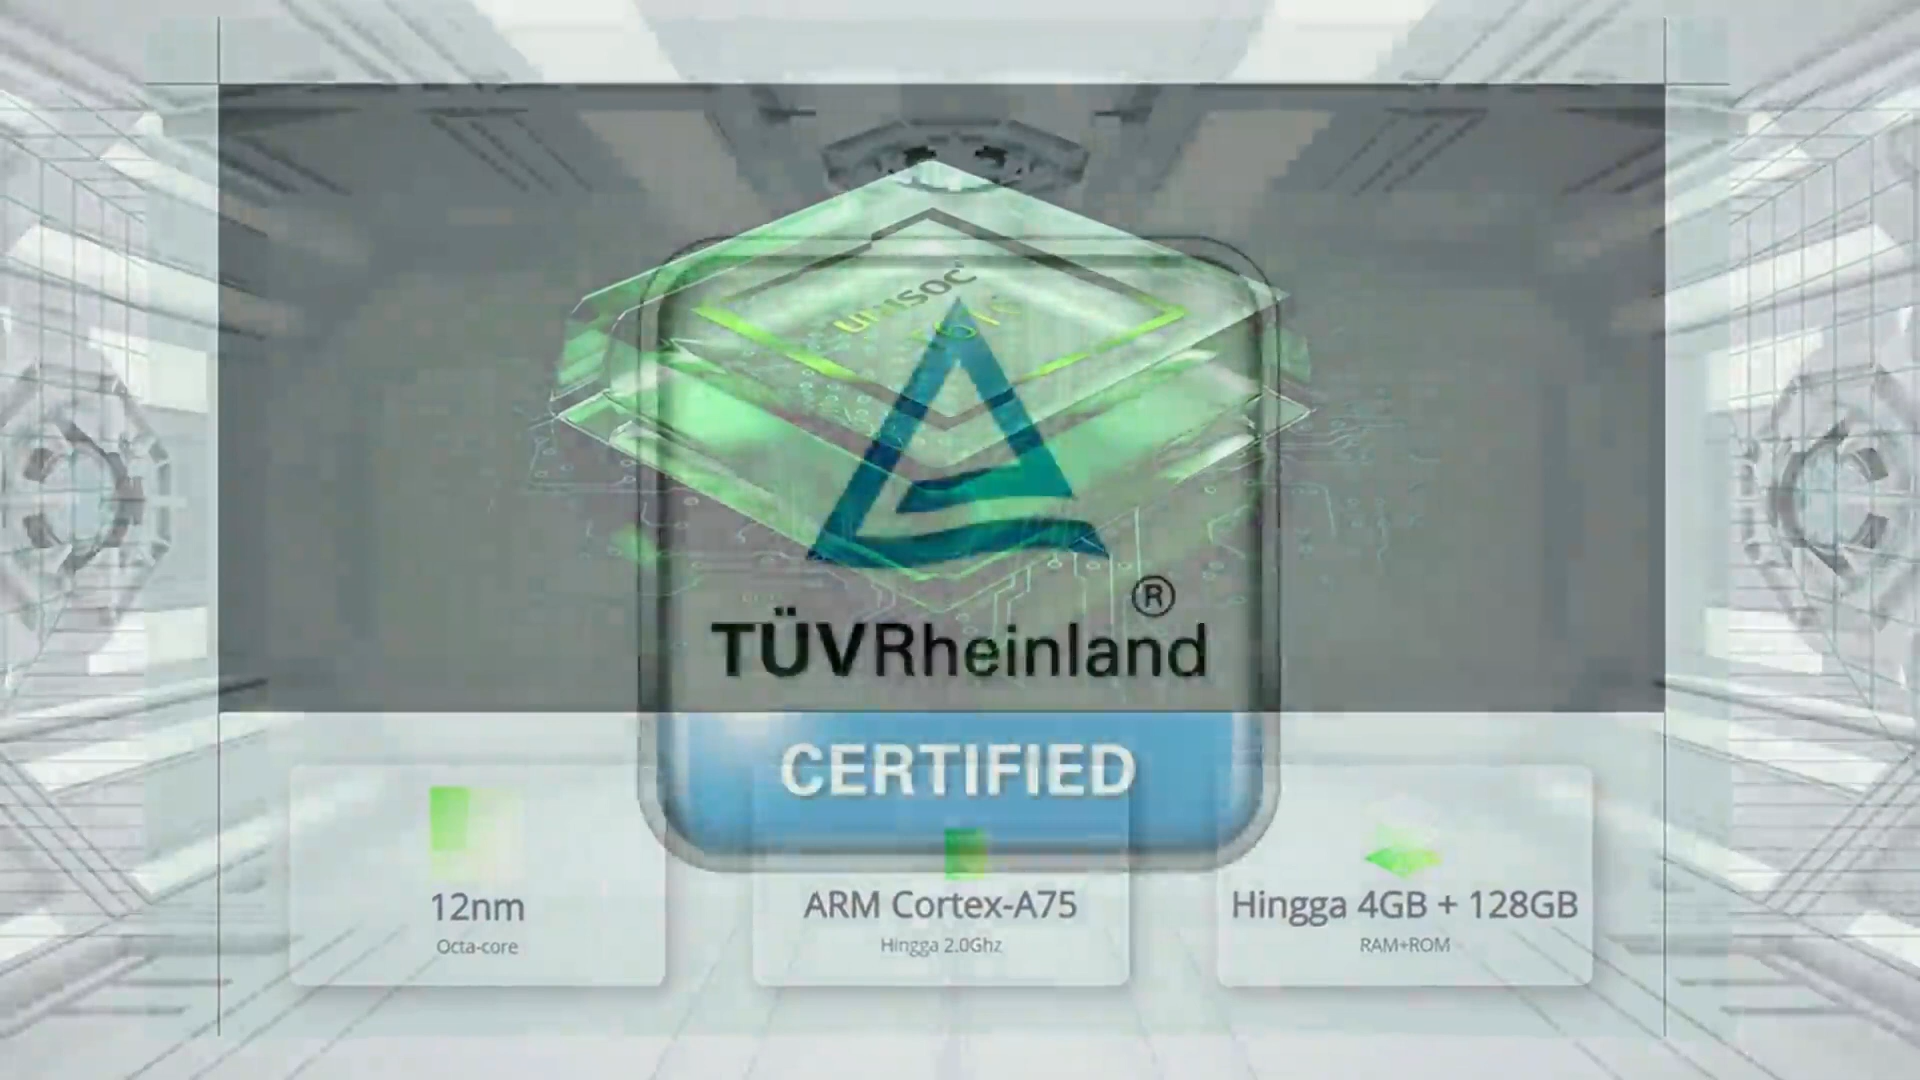 UNISOC
®
TÜVRheinland
CERTIFIED
12nm
Octa-core
ARM Cortex-A75
Hingga 2.0Ghz
Hingga 4GB + 128GB
RAM+ROM